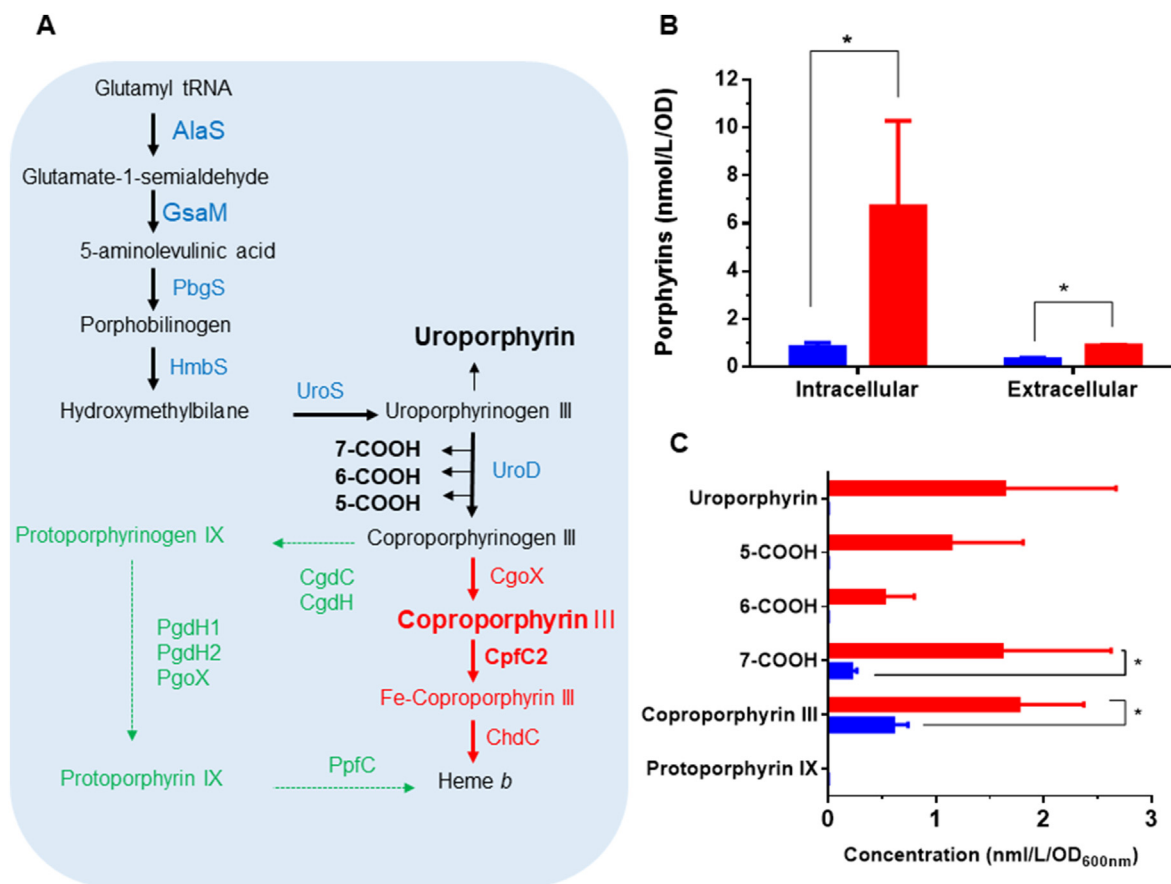 A
Glutamyl tRNA
AlaS
Glutamate-1-semialdehyde
GsaM
5-aminolevulinic acid
PbgS
Porphobilinogen
HmbS
Hydroxymethylbilane
UroS
Uroporphyrin
Uroporphyrinogen III
7-COOH
6-COOH
5-COOH
UroD
Protoporphyrinogen IX
Coproporphyrinogen III
CgdC
CgdH
CgoX
Coproporphyrin III
PgdH1
PgdH2
PgoX
CpfC2
Fe-Coproporphyrin III
ChdC
Protoporphyrin IX
PpfC
Heme b
B
Porphyrins (nmol/L/OD)
12
10
8
6
4
2
0
*
*
Intracellular
Extracellular
C
Uroporphyrin
5-COOH
6-COOH
7-COOH
*
Coproporphyrin III
*
Protoporphyrin IX
0
1
2
3
Concentration (nml/L/OD600nm)